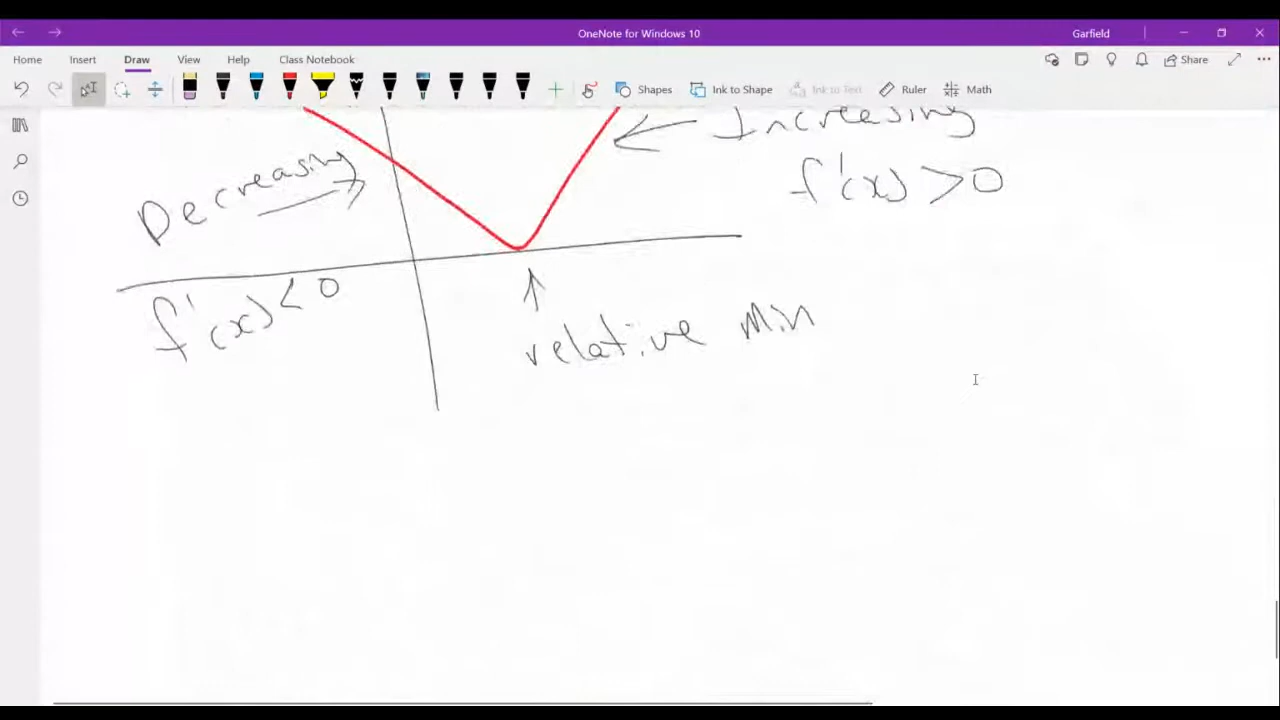 OneNote for Windows 10
Garfield
Home Insert Draw View Help Class Notebook
Share
Shapes Ink to Shape Ink to Text Ruler Math
Increasing
Decreasing
f'(x) > 0
f'(x) < 0
relative Min